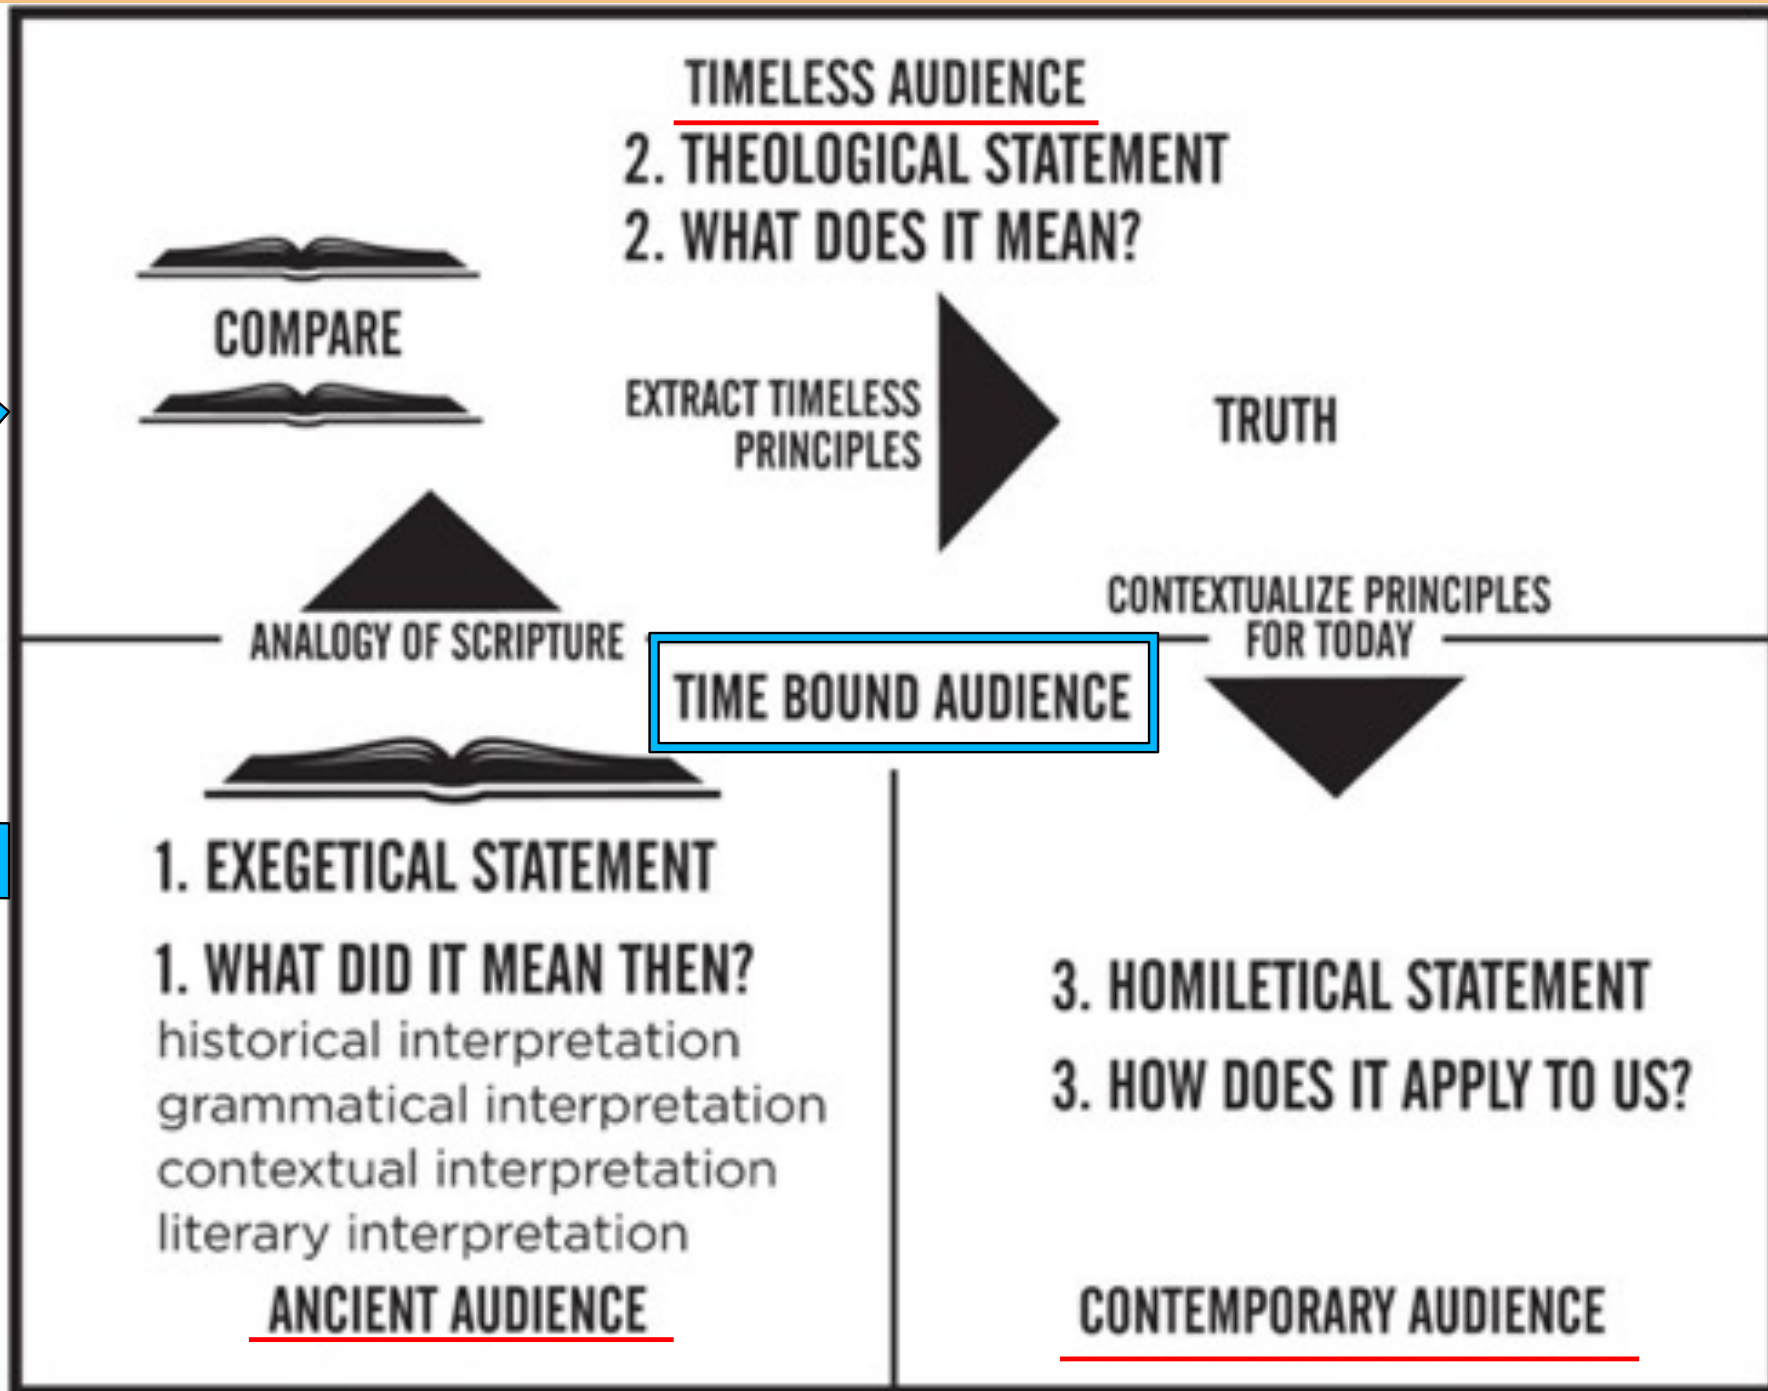 TIMELESS AUDIENCE
2. THEOLOGICAL STATEMENT
2. WHAT DOES IT MEAN?
COMPARE
EXTRACT TIMELESS
PRINCIPLES
TRUTH
ANALOGY OF SCRIPTURE
CONTEXTUALIZE PRINCIPLES
FOR TODAY
TIME BOUND AUDIENCE
1. EXEGETICAL STATEMENT
1. WHAT DID IT MEAN THEN?
historical interpretation
grammatical interpretation
contextual interpretation
literary interpretation
ANCIENT AUDIENCE
3. HOMILETICAL STATEMENT
3. HOW DOES IT APPLY TO US?
CONTEMPORARY AUDIENCE